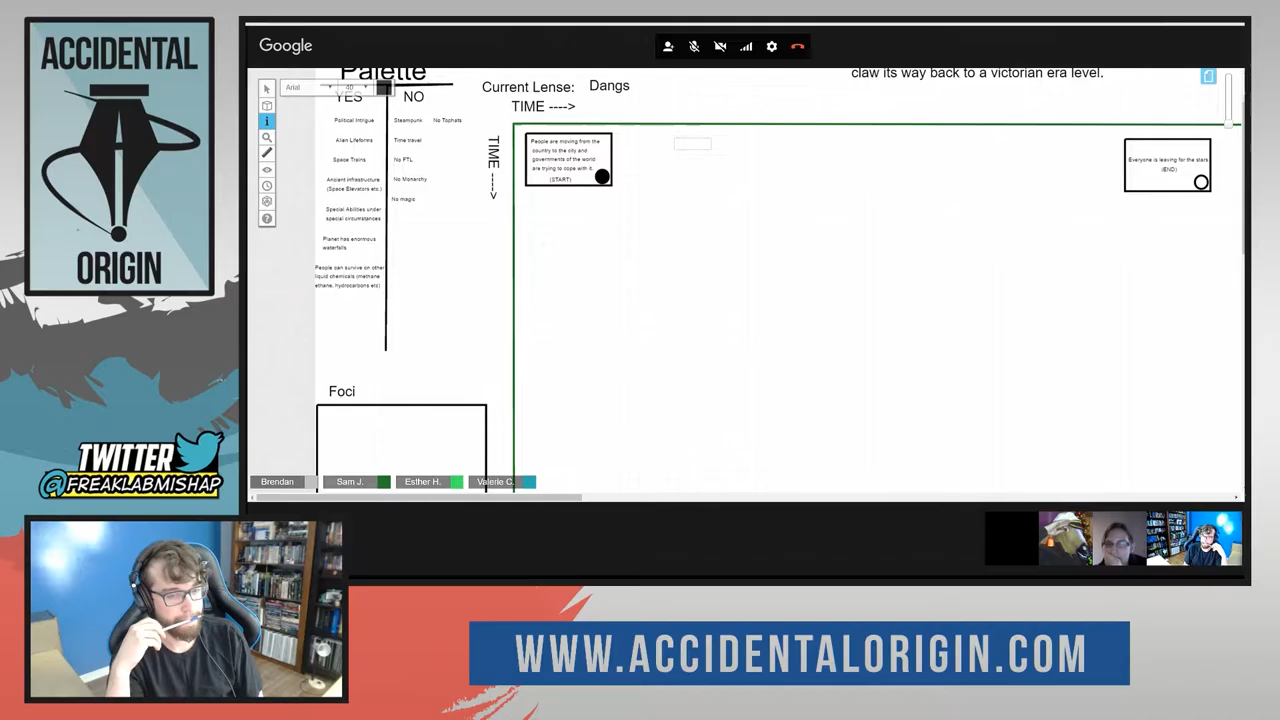 ACCIDENTAL
ORIGIN
TWITTER
@FREAKLABMISHAP
Google
claw its way back to a victorian era level.
Palette
Arial
40
YES
NO
Political Intrigue
Alien Lifeforms
Space Trains
Ancient infrastructure
(Space Elevators etc.)
Special Abilities under
special circumstances
Planet has enormous
waterfalls
People can survive on other
liquid chemicals (methane
ethane, hydrocarbons etc)
Steampunk
No Tophats
Time travel
No FTL
No Monarchy
No magic
Current Lense:
Dangs
TIME ---->
TIME ---->
People are moving from the
country to the city and
governments of the world
are trying to cope with it.
(START)
Everyone is leaving for the stars
(END)
Foci
Brendan
Sam J.
Esther H.
Valerie C.
WWW.ACCIDENTALORIGIN.COM